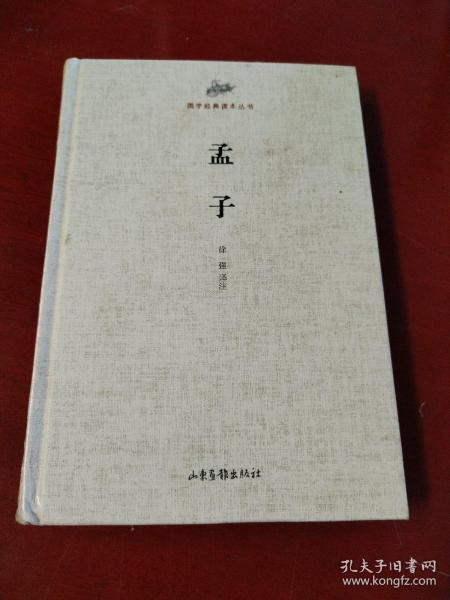 国学经典读本丛书
孟
子
徐强译注
山东画报出版社
孔夫子旧书网
www.kongfz.com